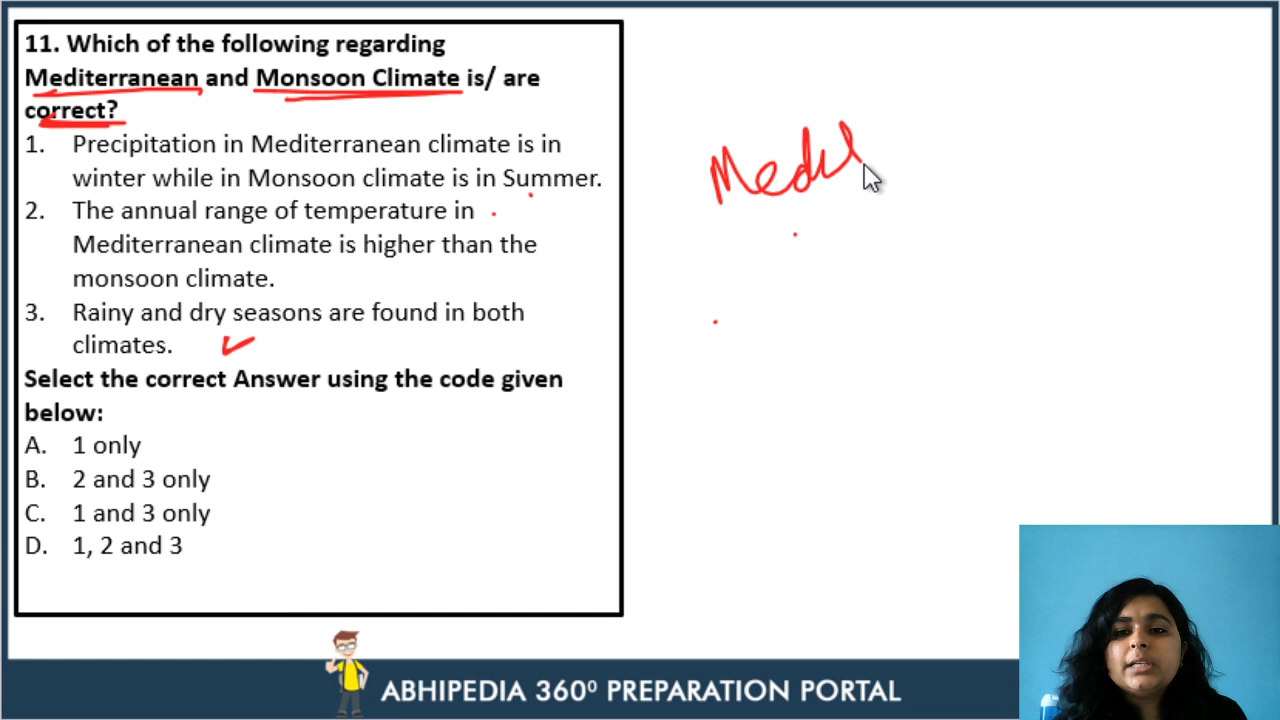 11. Which of the following regarding
Mediterranean and Monsoon Climate is/ are
correct?
1. Precipitation in Mediterranean climate is in
winter while in Monsoon climate is in Summer.
2. The annual range of temperature in
Mediterranean climate is higher than the
monsoon climate.
3. Rainy and dry seasons are found in both
climates.
Select the correct Answer using the code given
below:
A. 1 only
B. 2 and 3 only
C. 1 and 3 only
D. 1, 2 and 3
Medi
ABHIPEDIA 360⁰ PREPARATION PORTAL